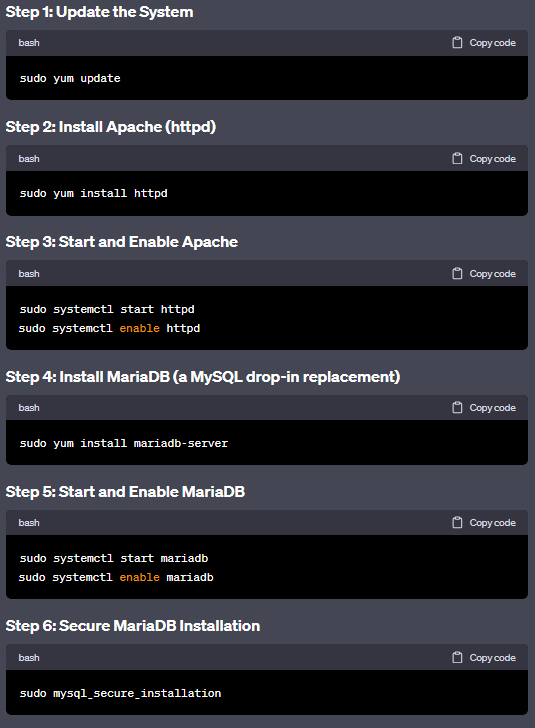 Step 1: Update the System
bash Copy code
sudo yum update
Step 2: Install Apache (httpd)
bash Copy code
sudo yum install httpd
Step 3: Start and Enable Apache
bash Copy code
sudo systemctl start httpd
sudo systemctl enable httpd
Step 4: Install MariaDB (a MySQL drop-in replacement)
bash Copy code
sudo yum install mariadb-server
Step 5: Start and Enable MariaDB
bash Copy code
sudo systemctl start mariadb
sudo systemctl enable mariadb
Step 6: Secure MariaDB Installation
bash Copy code
sudo mysql_secure_installation